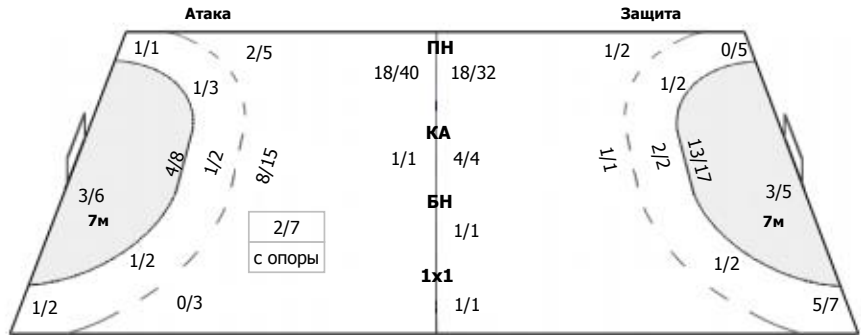 Атака Защита
1/1 2/5 ПН 1/2 0/5
1/3 18/40 18/32 1/2
КА
4/8 1/2 8/15 1/1 4/4 1/1 2/2 13/17
3/6 БН 3/5
7м 2/7 1/1 7м
с опоры
1/2 1x1 1/2
1/2 0/3 1/1 5/7